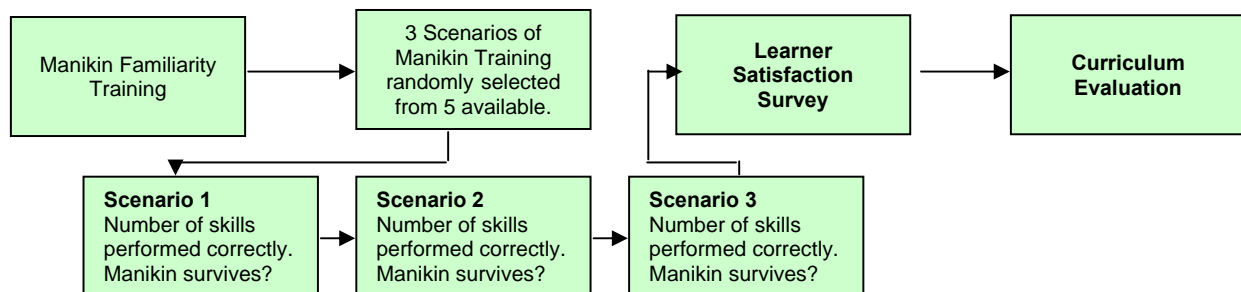 Manikin Familiarity
Training
3 Scenarios of
Manikin Training
randomly selected
from 5 available.
Learner
Satisfaction
Survey
Curriculum
Evaluation
Scenario 1
Number of skills
performed correctly.
Manikin survives?
Scenario 2
Number of skills
performed correctly.
Manikin survives?
Scenario 3
Number of skills
performed correctly.
Manikin survives?